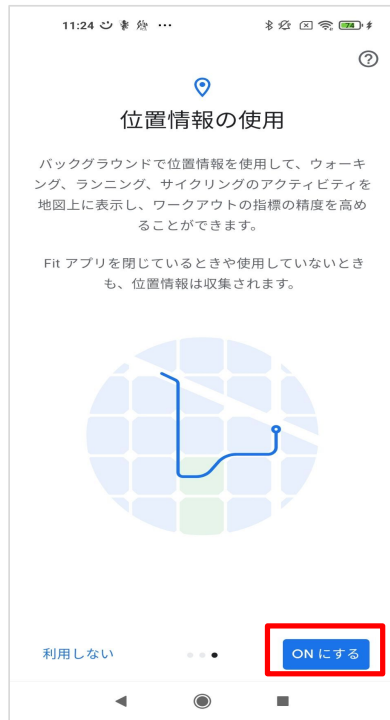 11:24
74
位置情報の使用
バックグラウンドで位置情報を使用して、ウォーキ
ング、ランニング、サイクリングのアクティビティを
地図上に表示し、ワークアウトの指標の精度を高め
ることができます。
Fit アプリを閉じているときや使用していないとき
も、位置情報は収集されます。
利用しない
ON にする